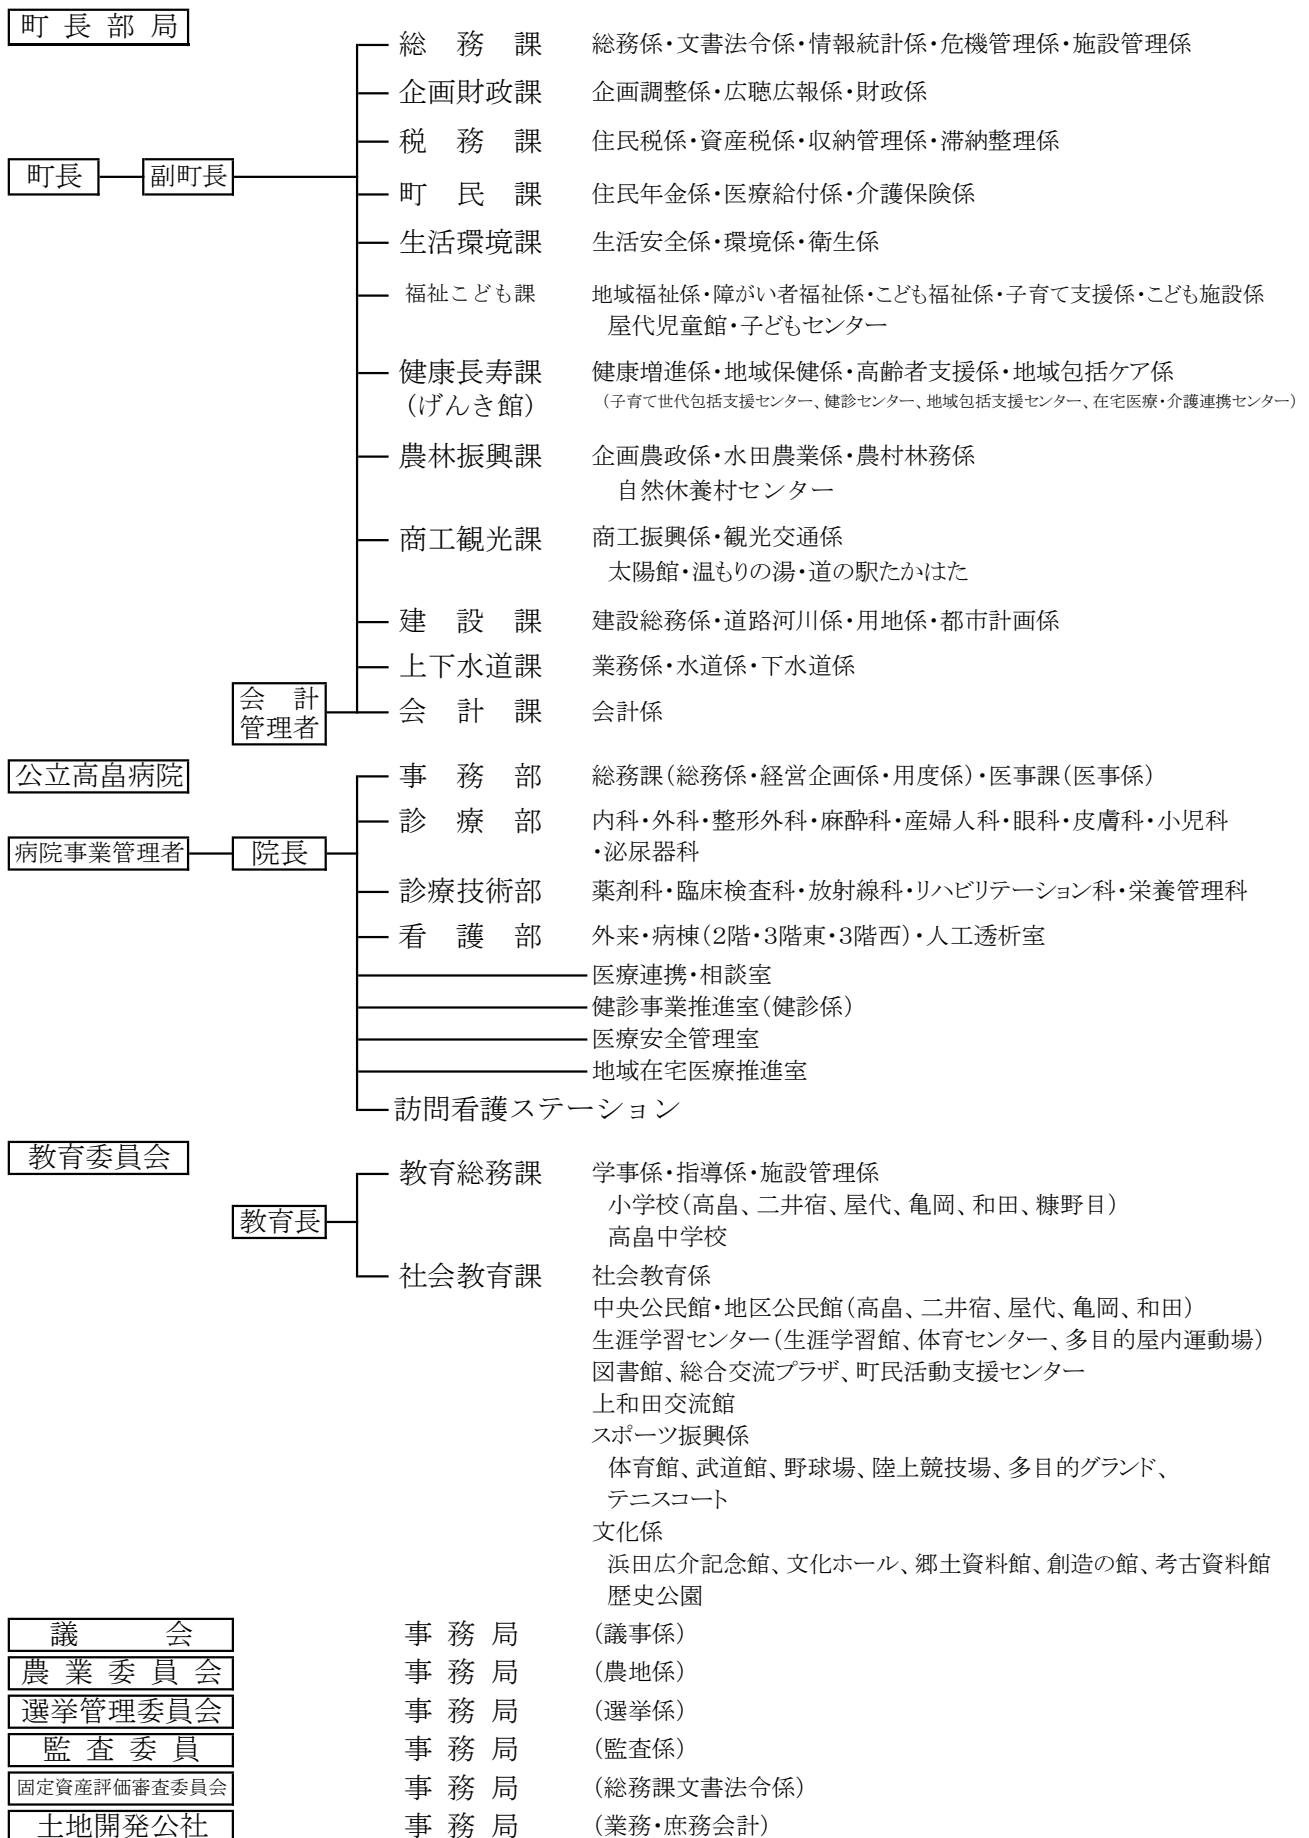 町長部局
総務課 総務係・文書法令係・情報統計係・危機管理係・施設管理係
企画財政課 企画調整係・広聴広報係・財政係
税務課 住民税係・資産税係・収納管理係・滞納整理係
町長 副町長
町民課 住民年金係・医療給付係・介護保険係
生活環境課 生活安全係・環境係・衛生係
福祉こども課 地域福祉係・障がい者福祉係・こども福祉係・子育て支援係・こども施設係
屋代児童館・子どもセンター
健康長寿課 健康増進係・地域保健係・高齢者支援係・地域包括ケア係
(げんき館) (子育て世代包括支援センター、健診センター、地域包括支援センター、在宅医療・介護連携センター)
農林振興課 企画農政係・水田農業係・農村林務係
自然休養村センター
商工観光課 商工振興係・観光交通係
太陽館・温もりの湯・道の駅たかはた
建設課 建設総務係・道路河川係・用地係・都市計画係
上下水道課 業務係・水道係・下水道係
会計
管理者
会計課 会計係
公立高畠病院
事務部 総務課(総務係・経営企画係・用度係)・医事課(医事係)
診療部 内科・外科・整形外科・麻酔科・産婦人科・眼科・皮膚科・小児科
・泌尿器科
病院事業管理者 院長
診療技術部 薬剤科・臨床検査科・放射線科・リハビリテーション科・栄養管理科
看護部 外来・病棟(2階・3階東・3階西)・人工透析室
医療連携・相談室
健診事業推進室(健診係)
医療安全管理室
地域在宅医療推進室
訪問看護ステーション
教育委員会
教育総務課 学事係・指導係・施設管理係
小学校(高畠、二井宿、屋代、亀岡、和田、糠野目)
教育長
高畠中学校
社会教育課 社会教育係
中央公民館・地区公民館(高畠、二井宿、屋代、亀岡、和田)
生涯学習センター(生涯学習館、体育センター、多目的屋内運動場)
図書館、総合交流プラザ、町民活動支援センター
上和田交流館
スポーツ振興係
体育館、武道館、野球場、陸上競技場、多目的グランド、
テニスコート
文化係
浜田広介記念館、文化ホール、郷土資料館、創造の館、考古資料館
歴史公園
議会 事務局 (議事係)
農業委員会 事務局 (農地係)
選挙管理委員会 事務局 (選挙係)
監査委員 事務局 (監査係)
固定資産評価審査委員会 事務局 (総務課文書法令係)
土地開発公社 事務局 (業務・庶務会計)